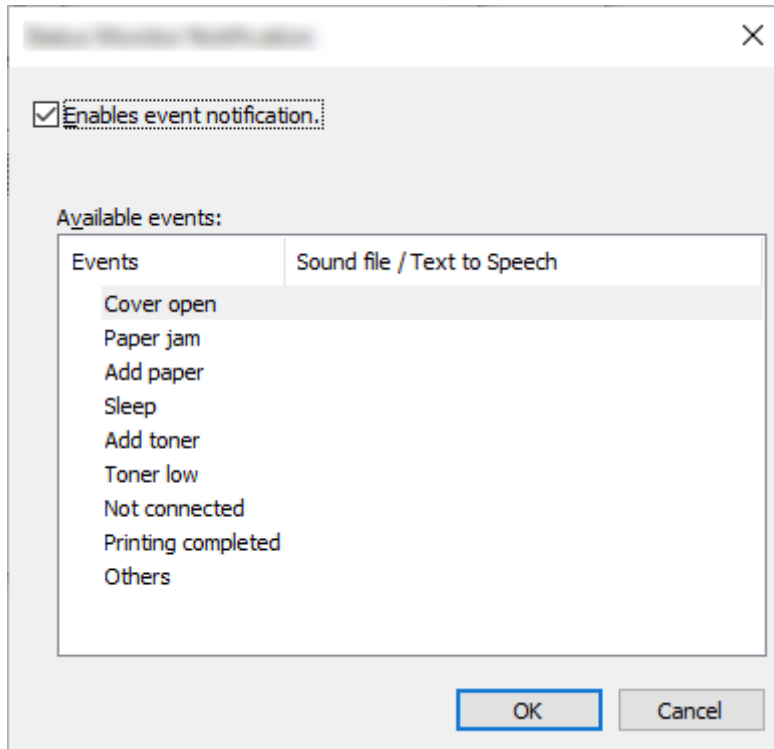 Enables event notification.
Available events:
Events Sound file / Text to Speech
Cover open
Paper jam
Add paper
Sleep
Add toner
Toner low
Not connected
Printing completed
Others
OK Cancel